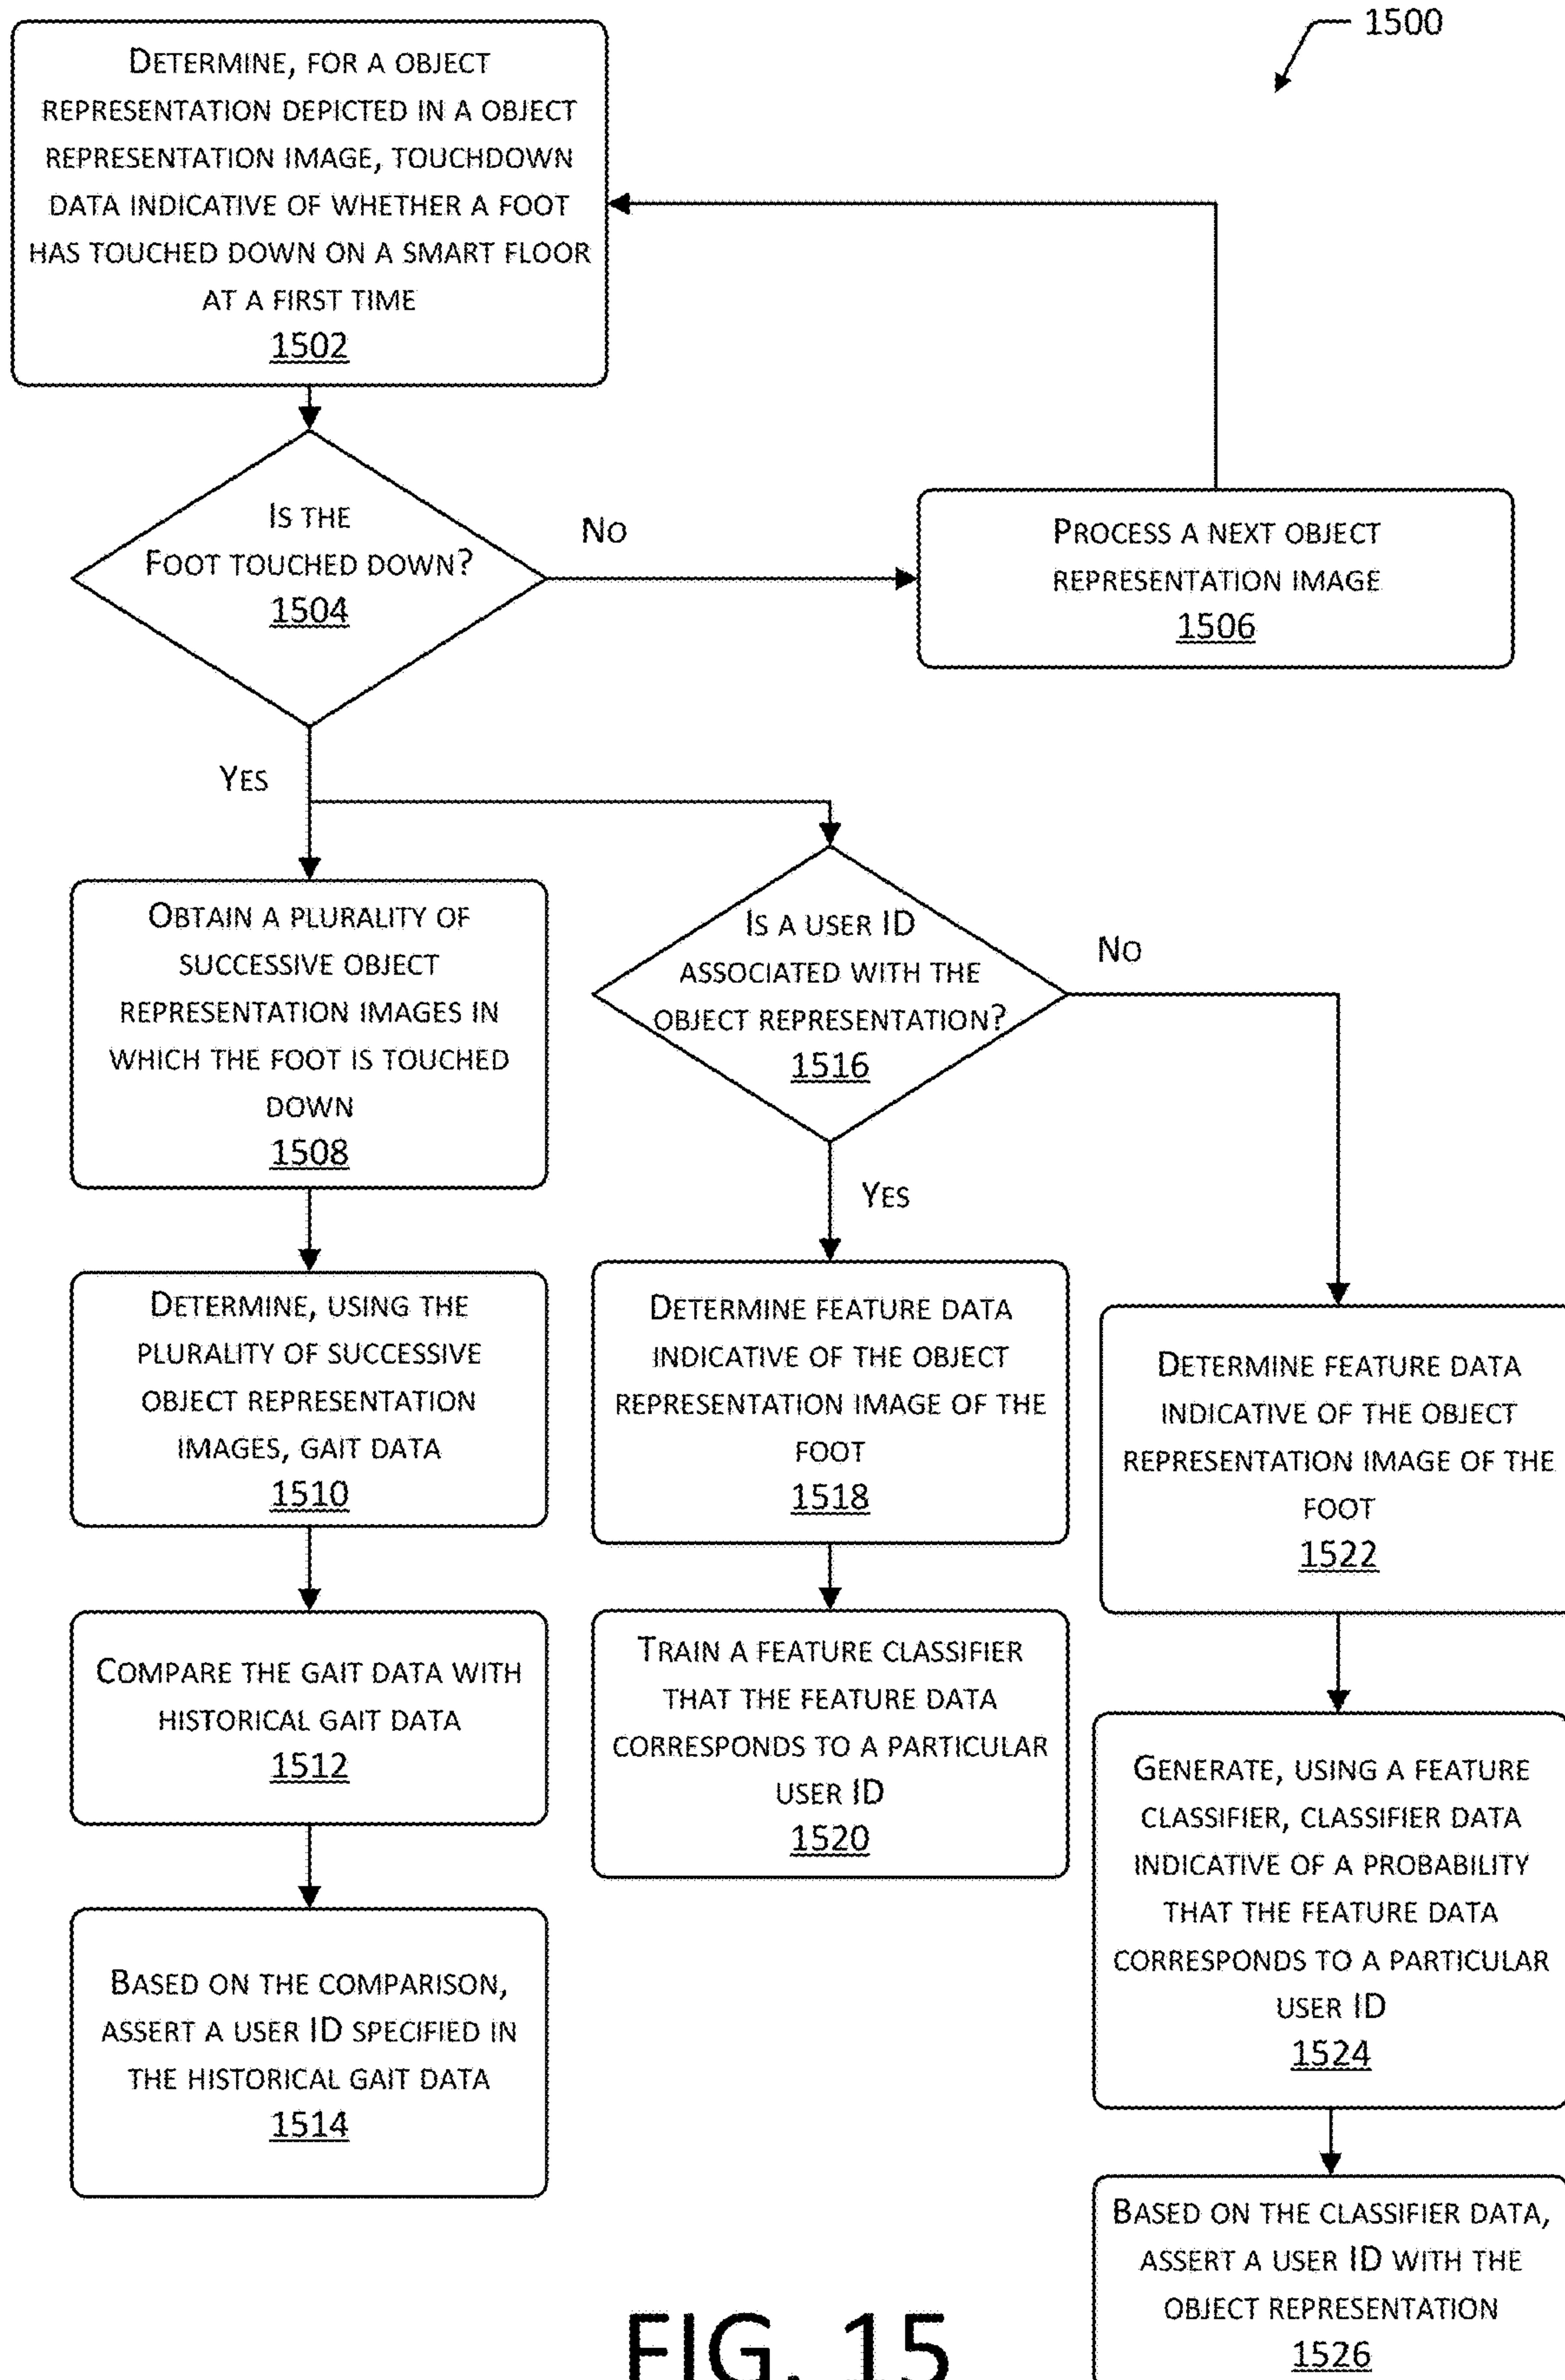 1500
DETERMINE, FOR A OBJECT
REPRESENTATION DEPICTED IN A OBJECT
REPRESENTATION IMAGE, TOUCHDOWN
DATA INDICATIVE OF WHETHER A FOOT
HAS TOUCHED DOWN ON A SMART FLOOR
AT A FIRST TIME
1502
IS THE
FOOT TOUCHED DOWN?
1504
NO
PROCESS A NEXT OBJECT
REPRESENTATION IMAGE
1506
YES
OBTAIN A PLURALITY OF
SUCCESSIVE OBJECT
REPRESENTATION IMAGES IN
WHICH THE FOOT IS TOUCHED
DOWN
1508
DETERMINE, USING THE
PLURALITY OF SUCCESSIVE
OBJECT REPRESENTATION
IMAGES, GAIT DATA
1510
COMPARE THE GAIT DATA WITH
HISTORICAL GAIT DATA
1512
BASED ON THE COMPARISON,
ASSERT A USER ID SPECIFIED IN
THE HISTORICAL GAIT DATA
1514
IS A USER ID
ASSOCIATED WITH THE
OBJECT REPRESENTATION?
1516
YES
DETERMINE FEATURE DATA
INDICATIVE OF THE OBJECT
REPRESENTATION IMAGE OF THE
FOOT
1518
TRAIN A FEATURE CLASSIFIER
THAT THE FEATURE DATA
CORRESPONDS TO A PARTICULAR
USER ID
1520
NO
DETERMINE FEATURE DATA
INDICATIVE OF THE OBJECT
REPRESENTATION IMAGE OF THE
FOOT
1522
GENERATE, USING A FEATURE
CLASSIFIER, CLASSIFIER DATA
INDICATIVE OF A PROBABILITY
THAT THE FEATURE DATA
CORRESPONDS TO A PARTICULAR
USER ID
1524
BASED ON THE CLASSIFIER DATA,
ASSERT A USER ID WITH THE
OBJECT REPRESENTATION
1526
FIG. 15